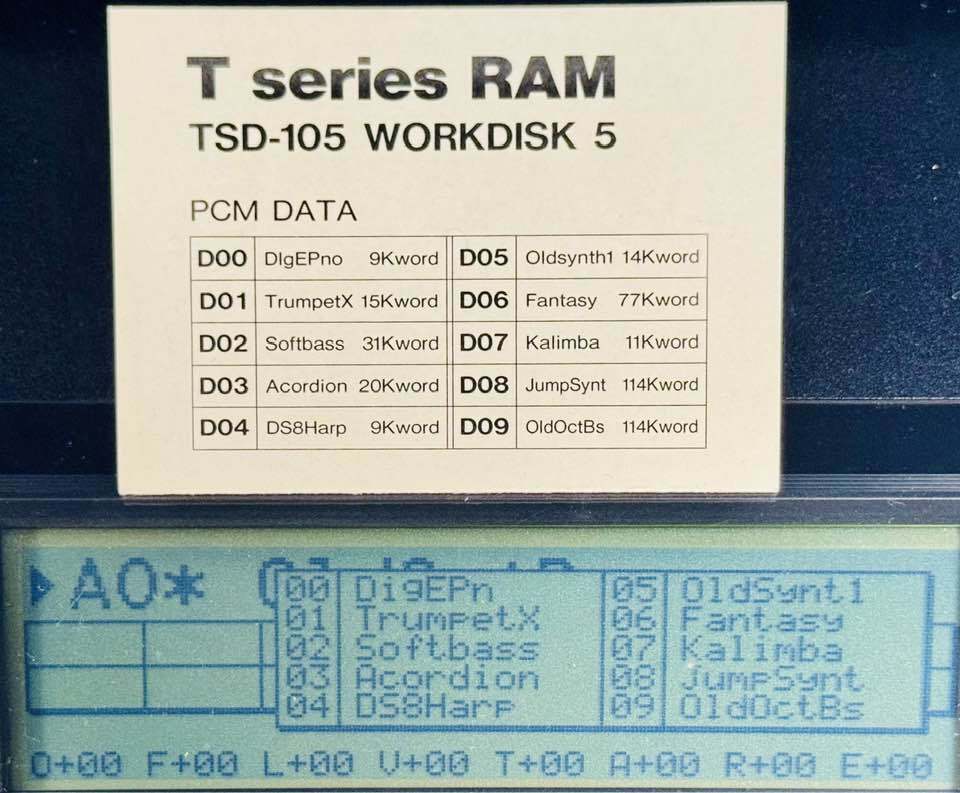 T series RAM
TSD-105 WORKDISK 5
PCM DATA
D00 DIgEPno 9Kword D05 Oldsynth1 14Kword
D01 TrumpetX 15Kword D06 Fantasy 77Kword
D02 Softbass 31Kword D07 Kalimba 11Kword
D03 Acordion 20Kword D08 JumpSynt 114Kword
D04 DS8Harp 9Kword D09 OldOctBs 114Kword
▶A0*
00 DigEPn 05 OldSynt1
01 TrumpetX 06 Fantasy
02 Softbass 07 Kalimba
03 Acordion 08 JumpSynt
04 DS8Harp 09 OldOctBs
O+00 F+00 L+00 V+00 T+00 A+00 R+00 E+00